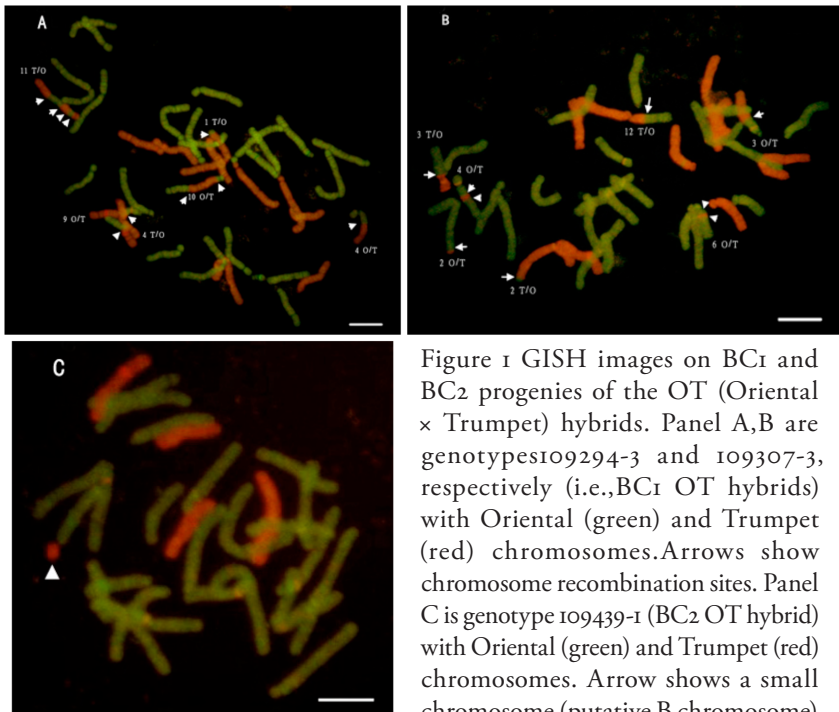 A
11 T/O
1 T/O
10 O/T
9 O/T
4 T/O
4 O/T
B
3 T/O
4 O/T
12 T/O
3 O/T
6 O/T
2 O/T
2 T/O
C
Figure 1 GISH images on BC1 and
BC2 progenies of the OT (Oriental
× Trumpet) hybrids. Panel A,B are
genotypes109294-3 and 109307-3,
respectively (i.e.,BC1 OT hybrids)
with Oriental (green) and Trumpet
(red) chromosomes.Arrows show
chromosome recombination sites. Panel
C is genotype 109439-1 (BC2 OT hybrid)
with Oriental (green) and Trumpet (red)
chromosomes. Arrow shows a small
chromosome (putative B chromosome)